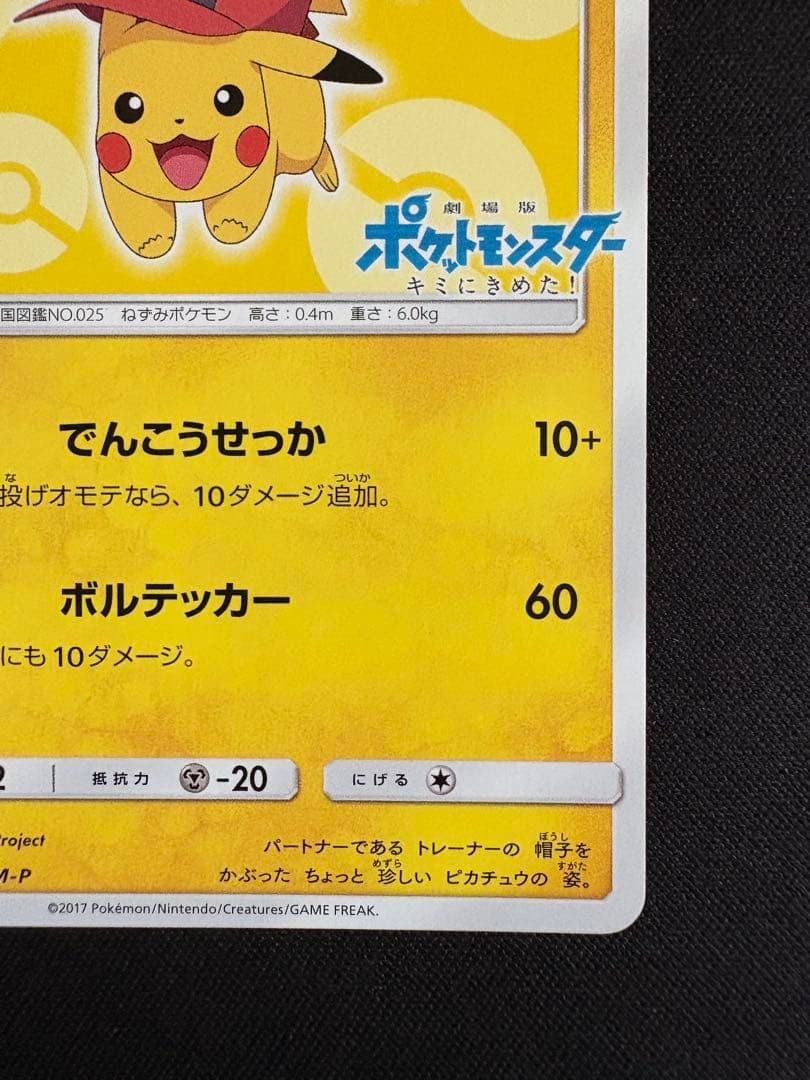 劇場版
ポケットモンスター
キミにきめた!
国図鑑NO.025 ねずみポケモン 高さ:0.4m 重さ:6.0kg
でんこうせっか 10+
な ついか
投げオモテなら、10ダメージ追加。
ボルテッカー 60
にも10ダメージ。
2 抵抗力 -20 にげる
roject
パートナーである トレーナーの 帽子を
ぼうし
M-P
かぶった ちょっと 珍しい ピカチュウの 姿。
めずら すがた
©2017 Pokémon/Nintendo/Creatures/GAME FREAK.